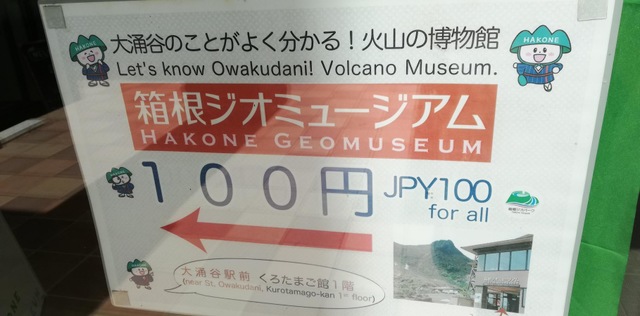 HAKONE
HAKONE
大涌谷のことがよく分かる！火山の博物館
Let's know Owakudani! Volcano Museum.
箱根ジオミュージアム
HAKONE GEOMUSEUM
１００円 JPY100
for all
大涌谷駅前 くろたまご館1階
(near St. Owakudani, Kurotamago-kan 1st floor)